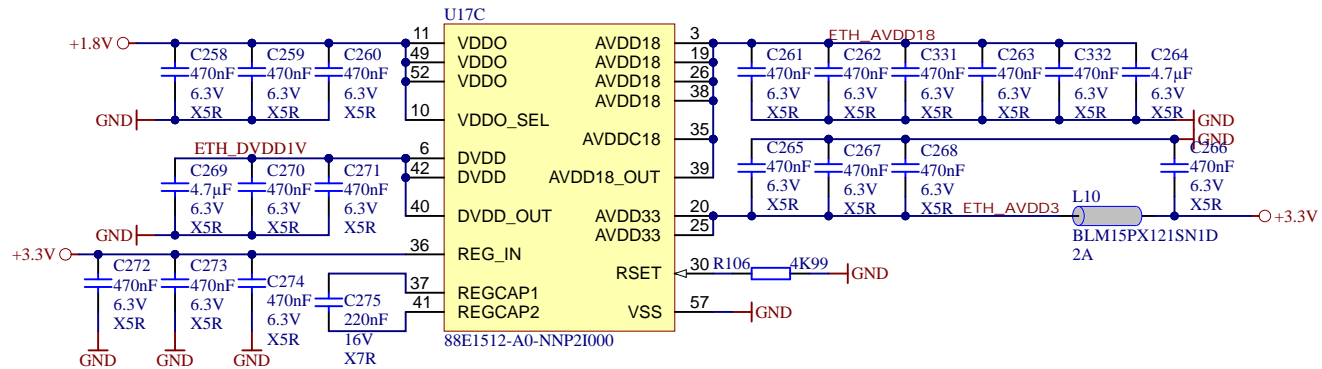 U17C
+1.8V
C258
470nF
6.3V
X5R
C259
470nF
6.3V
X5R
C260
470nF
6.3V
X5R
GND
11
49
52
10
VDDO
VDDO
VDDO
VDDO_SEL
ETH_DVDD1V
C269
4.7µF
6.3V
X5R
C270
470nF
6.3V
X5R
C271
470nF
6.3V
X5R
GND
6
42
40
DVDD
DVDD
DVDD_OUT
+3.3V
36
REG_IN
C272
470nF
6.3V
X5R
GND
C273
470nF
6.3V
X5R
GND
C274
470nF
6.3V
X5R
GND
C275
220nF
16V
X7R
37
41
REGCAP1
REGCAP2
88E1512-A0-NNP2I000
AVDD18
AVDD18
AVDD18
AVDD18
AVDDC18
AVDD18_OUT
AVDD33
AVDD33
RSET
VSS
3
19
26
38
35
39
20
25
30
57
ETH_AVDD18
C261
470nF
6.3V
X5R
C262
470nF
6.3V
X5R
C331
470nF
6.3V
X5R
C263
470nF
6.3V
X5R
C332
470nF
6.3V
X5R
C264
4.7µF
6.3V
X5R
GND
GND
C265
470nF
6.3V
X5R
C267
470nF
6.3V
X5R
C268
470nF
6.3V
X5R
C266
470nF
6.3V
X5R
ETH_AVDD3
L10
BLM15PX121SN1D
2A
+3.3V
R106
4K99
GND
GND